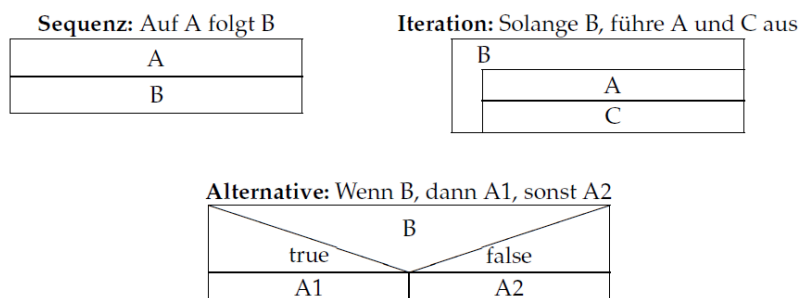 Sequenz: Auf A folgt B
A
B
Iteration: Solange B, führe A und C aus
B
A
C
Alternative: Wenn B, dann A1, sonst A2
B
true false
A1 A2